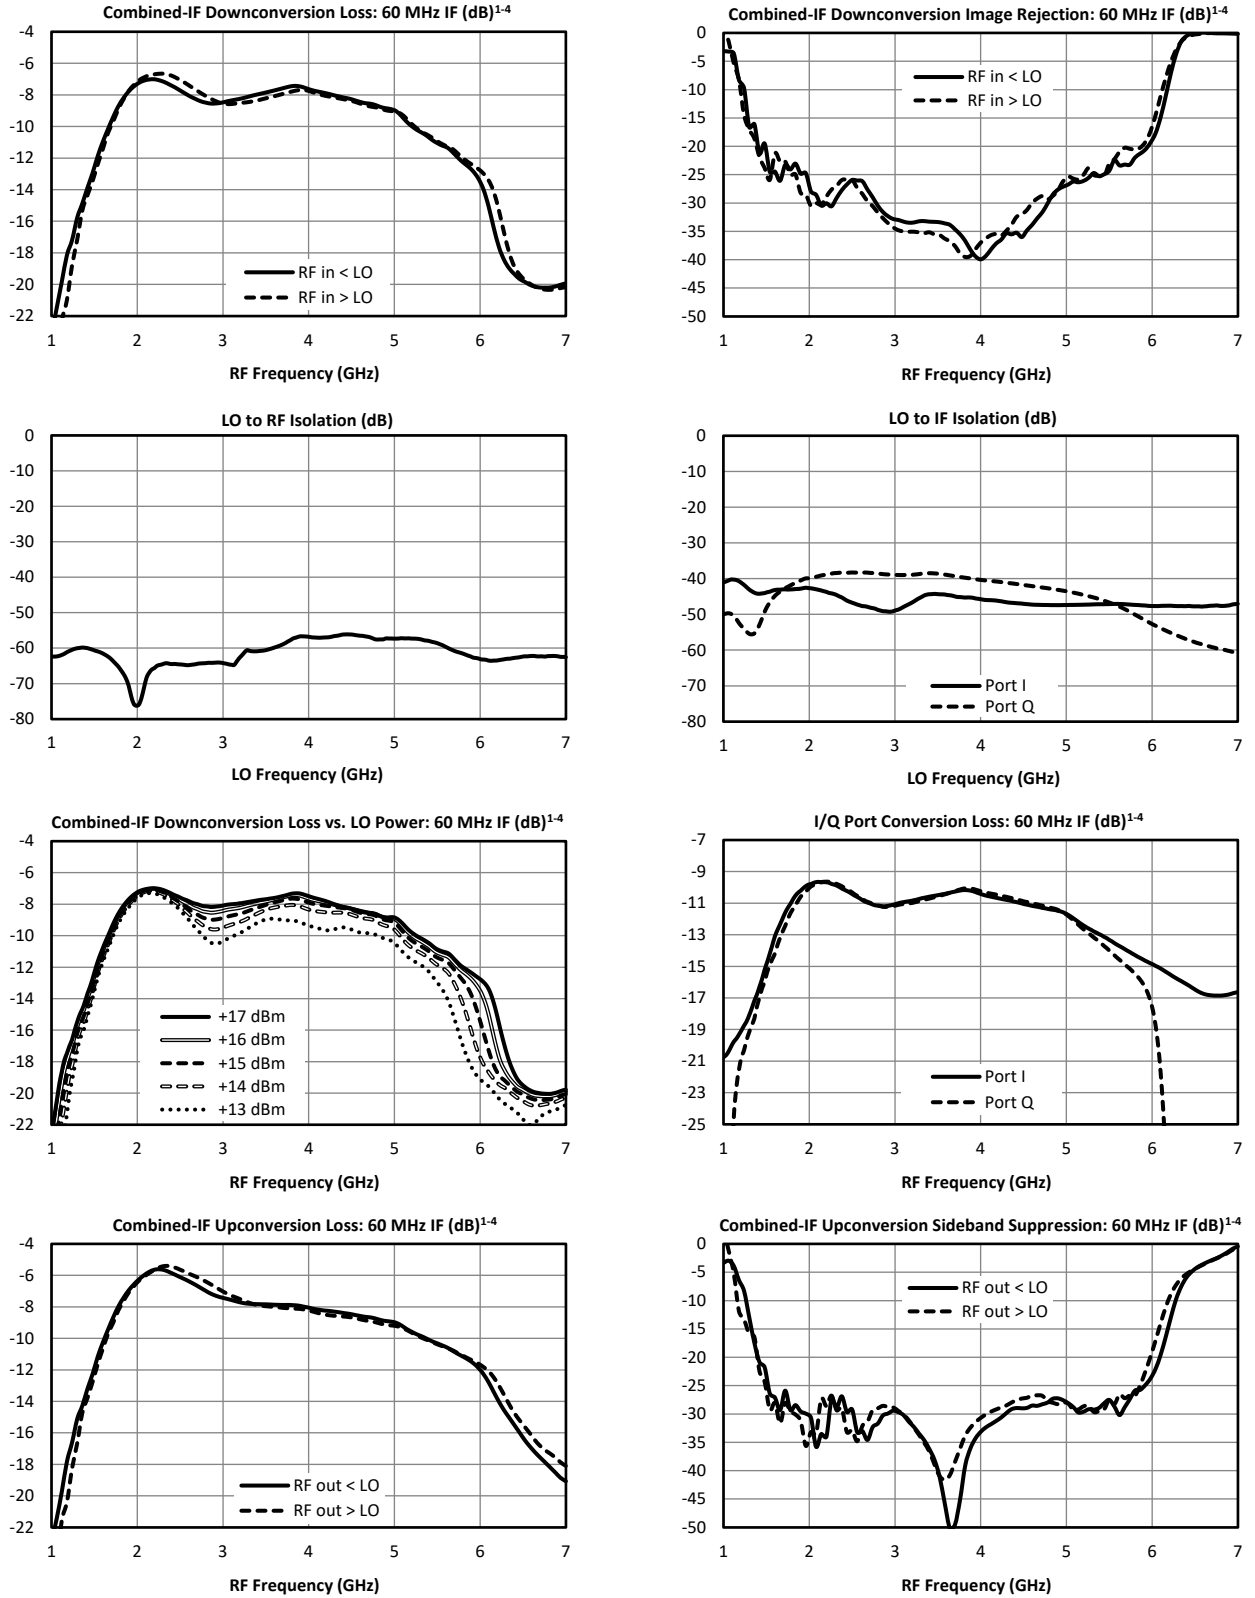 Combined-IF Downconversion Loss: 60 MHz IF (dB)1-4
-4
-6
-8
-10
-12
-14
-16
-18
-20
-22
RF in < LO
RF in > LO
1 2 3 4 5 6 7
RF Frequency (GHz)
Combined-IF Downconversion Image Rejection: 60 MHz IF (dB)1-4
0
-5
-10
-15
-20
-25
-30
-35
-40
-45
-50
RF in < LO
RF in > LO
1 2 3 4 5 6 7
RF Frequency (GHz)
LO to RF Isolation (dB)
0
-10
-20
-30
-40
-50
-60
-70
-80
1 2 3 4 5 6 7
LO Frequency (GHz)
LO to IF Isolation (dB)
0
-10
-20
-30
-40
-50
-60
-70
-80
Port I
Port Q
1 2 3 4 5 6 7
LO Frequency (GHz)
Combined-IF Downconversion Loss vs. LO Power: 60 MHz IF (dB)1-4
-4
-6
-8
-10
-12
-14
-16
-18
-20
-22
+17 dBm
+16 dBm
+15 dBm
+14 dBm
+13 dBm
1 2 3 4 5 6 7
RF Frequency (GHz)
I/Q Port Conversion Loss: 60 MHz IF (dB)1-4
-7
-9
-11
-13
-15
-17
-19
-21
-23
-25
Port I
Port Q
1 2 3 4 5 6 7
RF Frequency (GHz)
Combined-IF Upconversion Loss: 60 MHz IF (dB)1-4
-4
-6
-8
-10
-12
-14
-16
-18
-20
-22
RF out < LO
RF out > LO
1 2 3 4 5 6 7
RF Frequency (GHz)
Combined-IF Upconversion Sideband Suppression: 60 MHz IF (dB)1-4
0
-5
-10
-15
-20
-25
-30
-35
-40
-45
-50
RF out < LO
RF out > LO
1 2 3 4 5 6 7
RF Frequency (GHz)